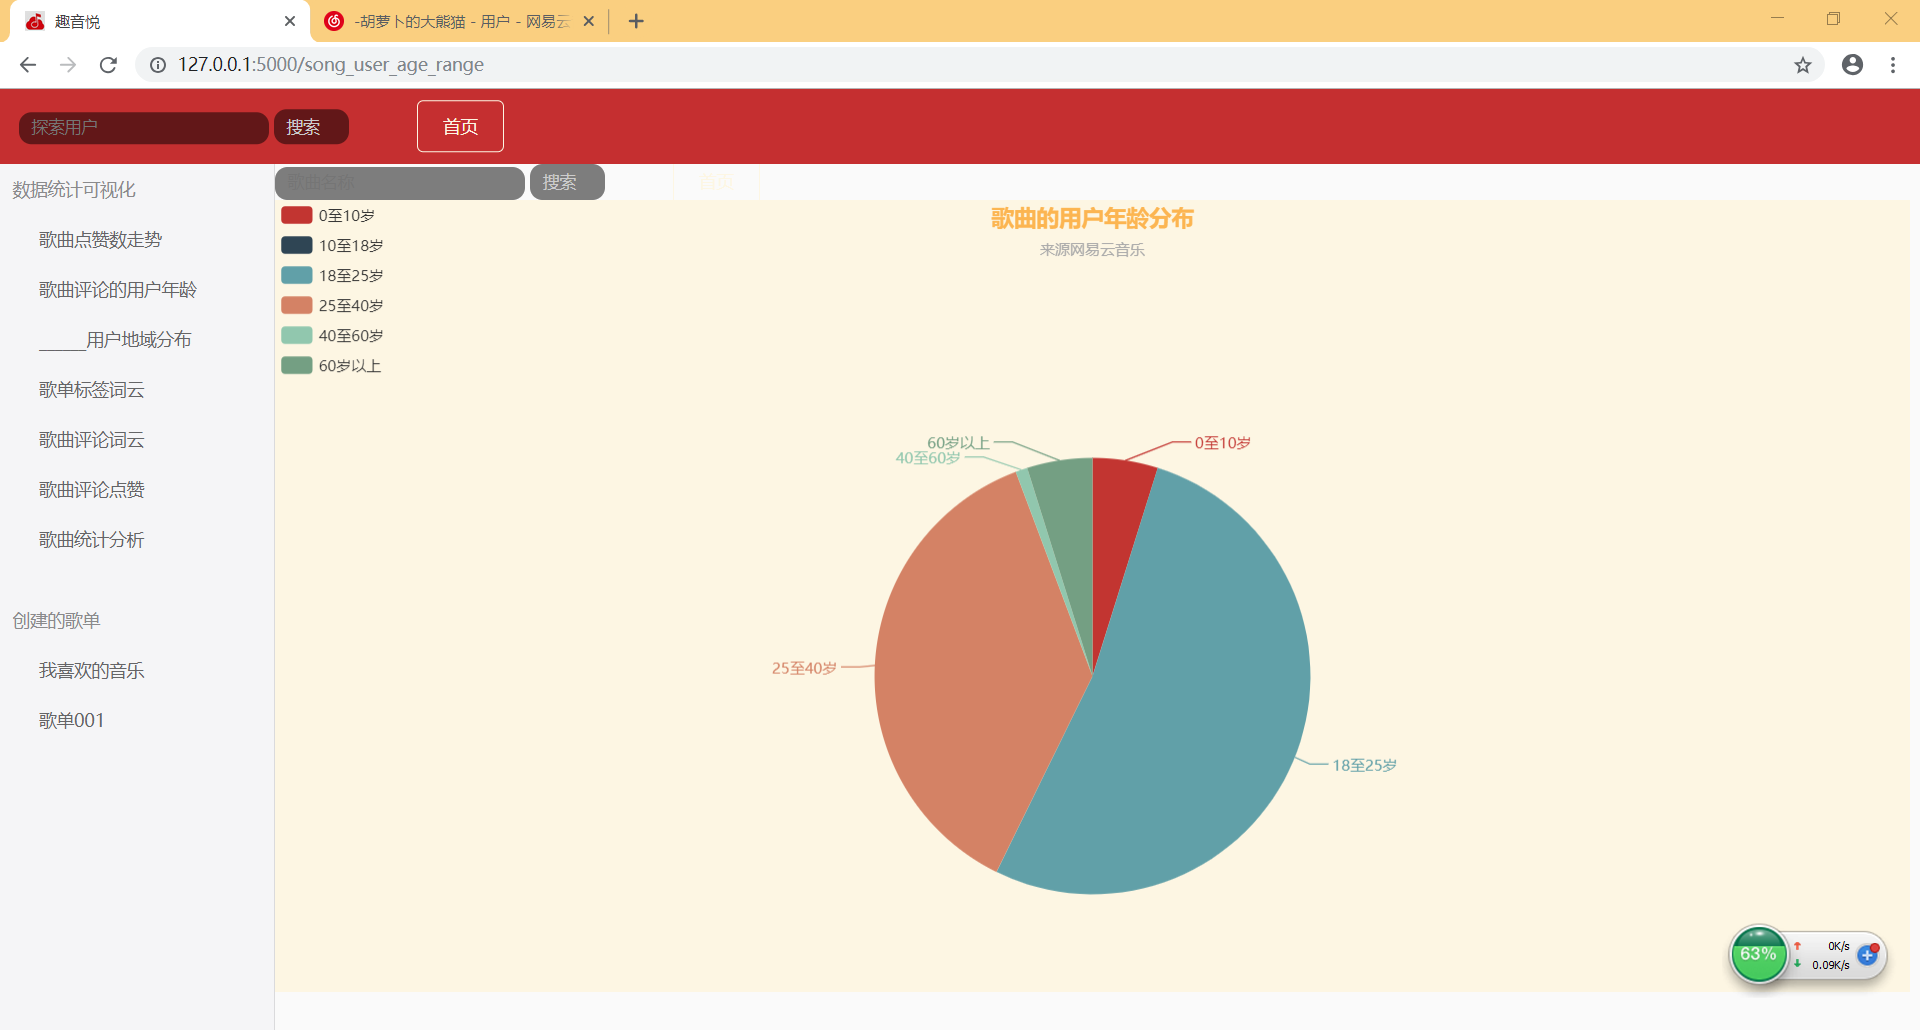 趣音悦
-胡萝卜的大熊猫 - 用户 - 网易云
127.0.0.1:5000/song_user_age_range
探索用户
搜索
首页
数据统计可视化
歌曲点赞数走势
歌曲评论的用户年龄
______用户地域分布
歌单标签词云
歌曲评论词云
歌曲评论点赞
歌曲统计分析
创建的歌单
我喜欢的音乐
歌单001
歌曲名称
搜索
首页
歌曲的用户年龄分布
来源网易云音乐
0至10岁
10至18岁
18至25岁
25至40岁
40至60岁
60岁以上
60岁以上
0至10岁
40至60岁
25至40岁
18至25岁
63%
0K/s
0.09K/s